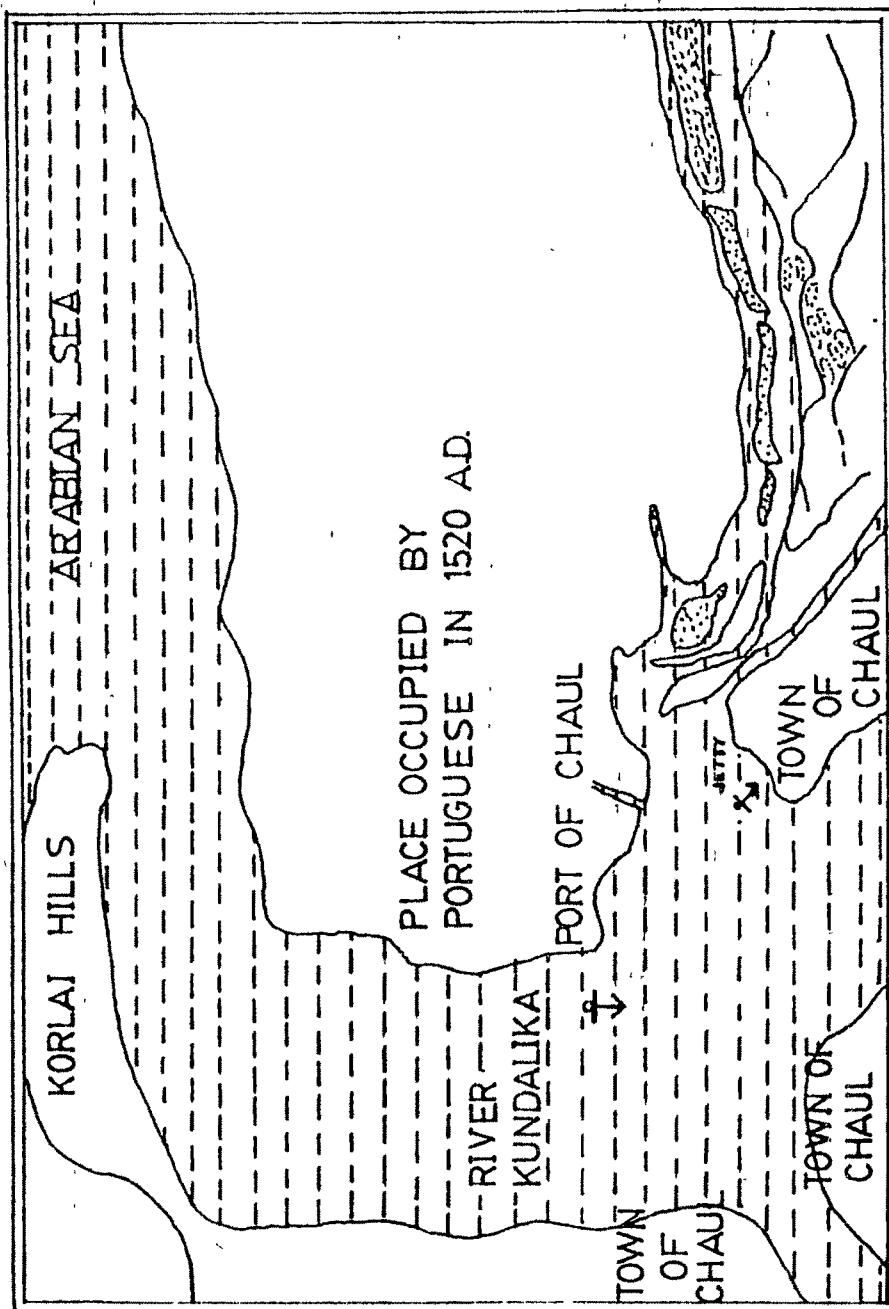 ARABIAN SEA
KORLAI HILLS
PLACE OCCUPIED BY
PORTUGUESE IN 1520 A.D.
PORT OF CHAUL
RIVER
KUNDALIKA
JETTY
TOWN
OF
CHAUL
TOWN
OF
CHAUL
TOWN OF
CHAUL